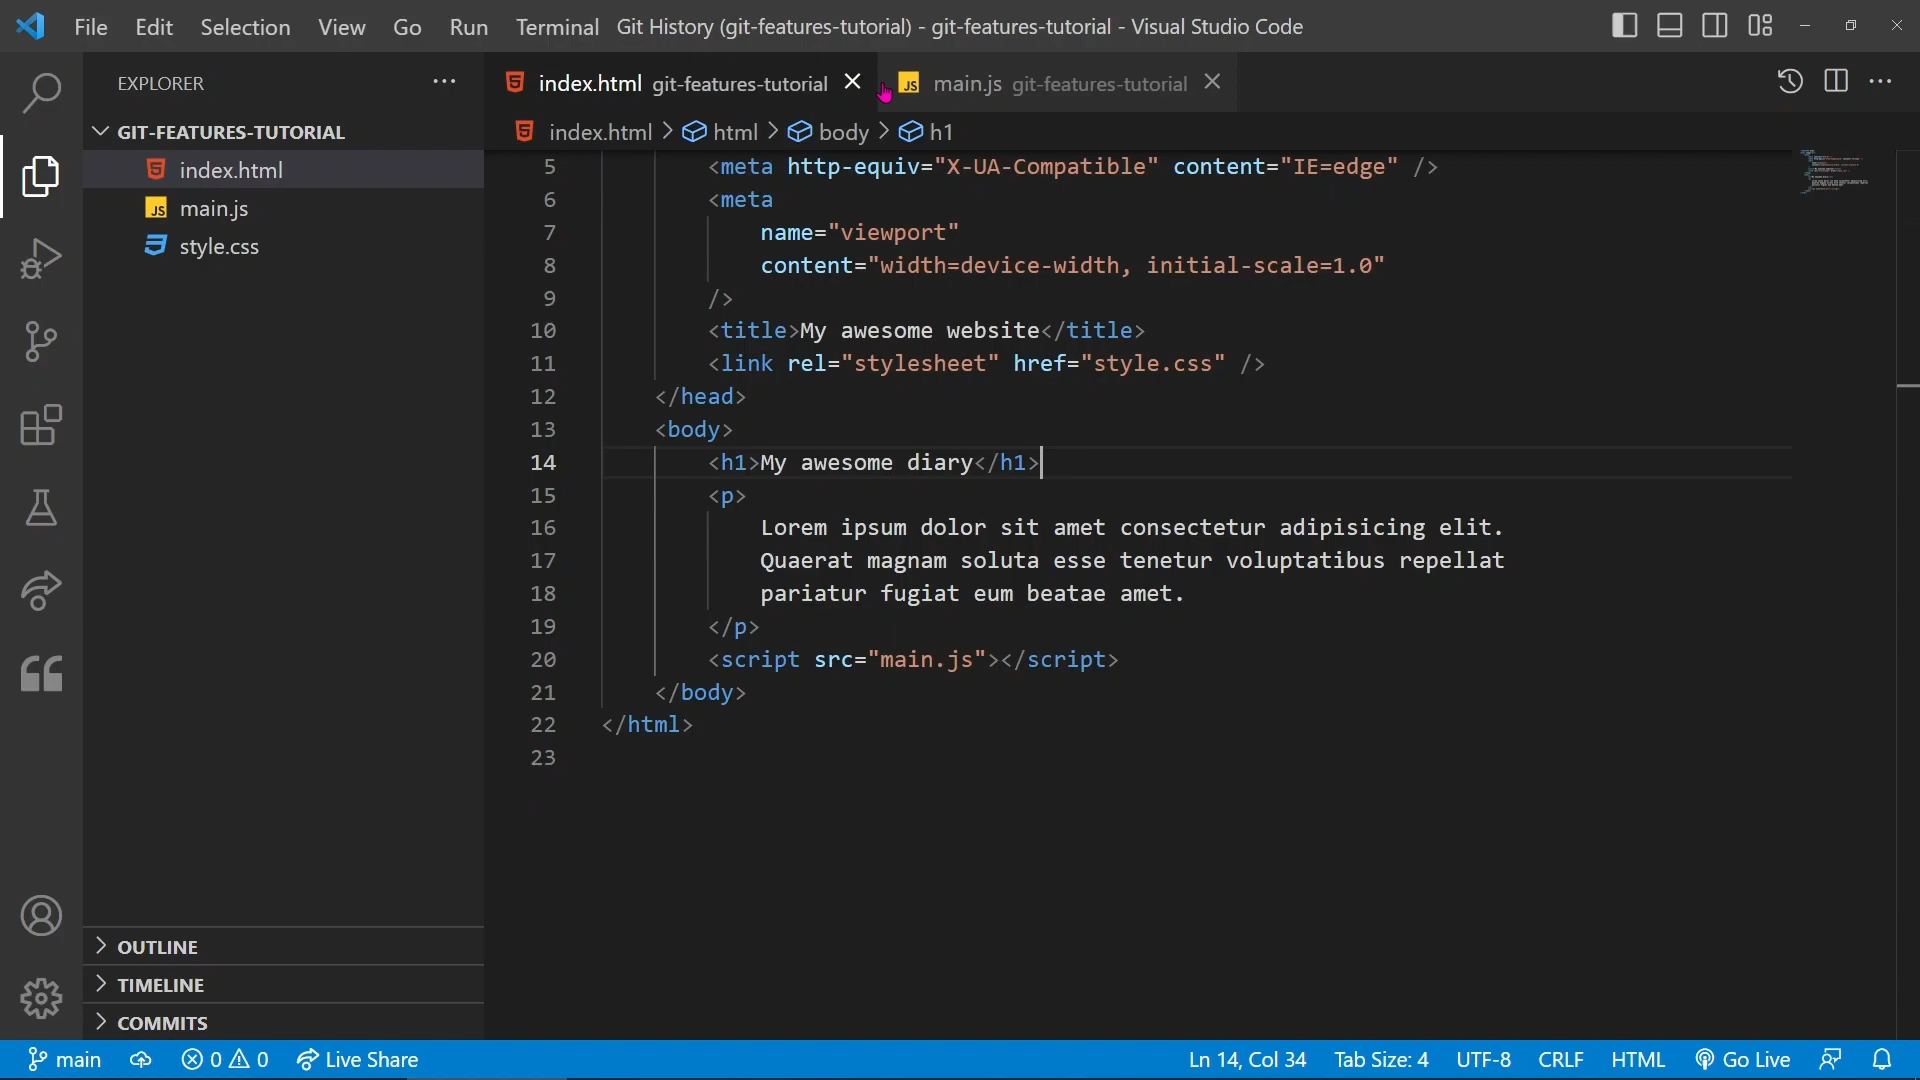 File Edit Selection View Go Run Terminal Git History (git-features-tutorial) - git-features-tutorial - Visual Studio Code
EXPLORER
GIT-FEATURES-TUTORIAL
index.html
JS main.js
style.css
OUTLINE
TIMELINE
COMMITS
index.html git-features-tutorial JS main.js git-features-tutorial
index.html > html > body > h1
5 <meta http-equiv="X-UA-Compatible" content="IE=edge" />
6 <meta
7 name="viewport"
8 content="width=device-width, initial-scale=1.0"
9 />
10 <title>My awesome website</title>
11 <link rel="stylesheet" href="style.css" />
12 </head>
13 <body>
14 <h1>My awesome diary</h1>
15 <p>
16 Lorem ipsum dolor sit amet consectetur adipisicing elit.
17 Quaerat magnam soluta esse tenetur voluptatibus repellat
18 pariatur fugiat eum beatae amet.
19 </p>
20 <script src="main.js"></script>
21 </body>
22 </html>
23
main 0 0 Live Share Ln 14, Col 34 Tab Size: 4 UTF-8 CRLF HTML Go Live